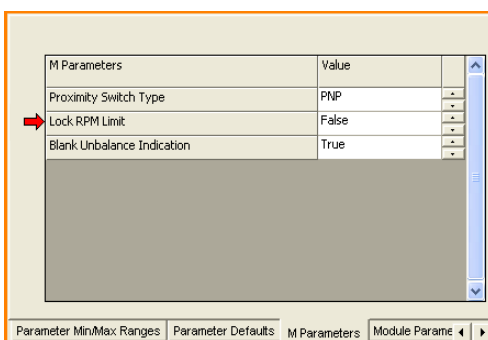 M Parameters Value
Proximity Switch Type PNP
Lock RPM Limit False
Blank Unbalance Indication True
Parameter Min/Max Ranges Parameter Defaults M Parameters Module Parame